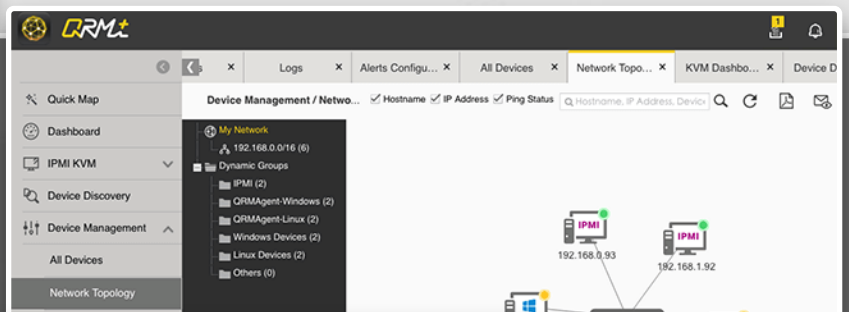 QRM+
1
s
Logs
Alerts Configu...
All Devices
Network Topo...
KVM Dashbo...
Device D
Quick Map
Dashboard
IPMI KVM
Device Discovery
Device Management
All Devices
Network Topology
Device Management / Netwo...
Hostname
IP Address
Ping Status
Hostname, IP Address, Devic
My Network
192.168.0.0/16 (6)
Dynamic Groups
IPMI (2)
QRMAgent-Windows (2)
QRMAgent-Linux (2)
Windows Devices (2)
Linux Devices (2)
Others (0)
IPMI
192.168.0.93
IPMI
192.168.1.92